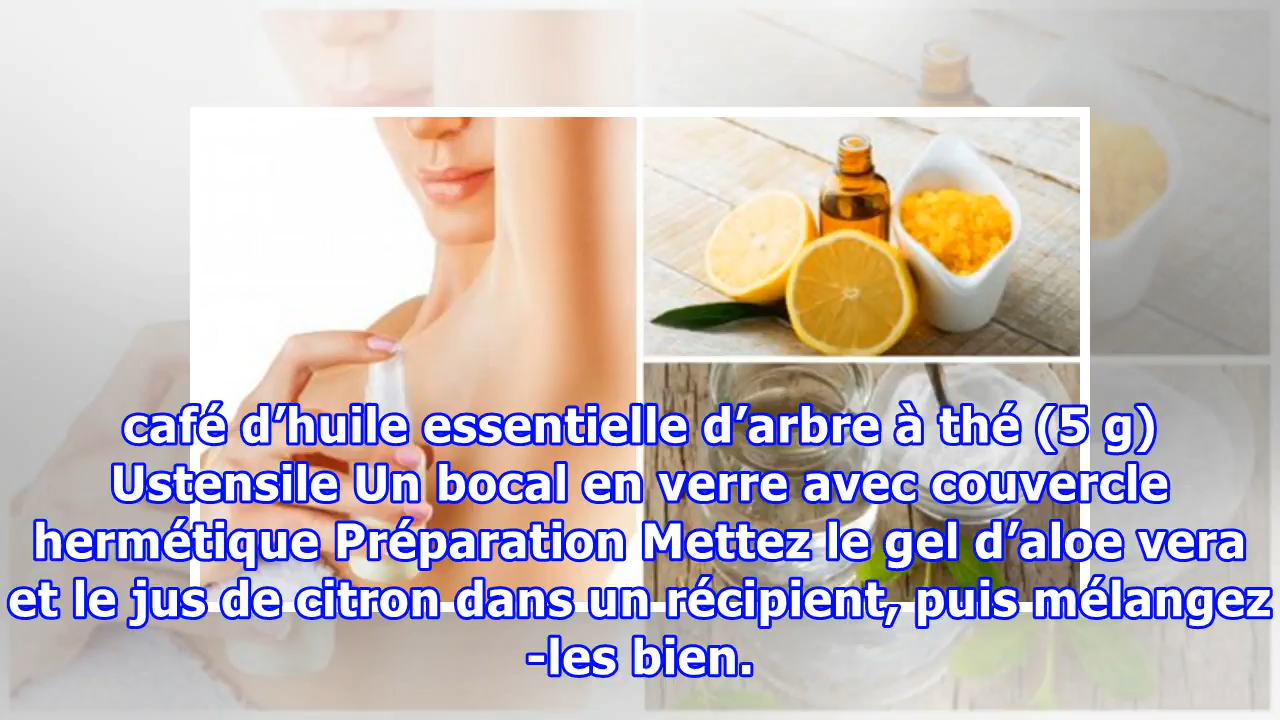 café d’huile essentielle d’arbre à thé (5 g)
Ustensile Un bocal en verre avec couvercle
hermétique Préparation Mettez le gel d’aloe vera
et le jus de citron dans un récipient, puis mélangez
-les bien.